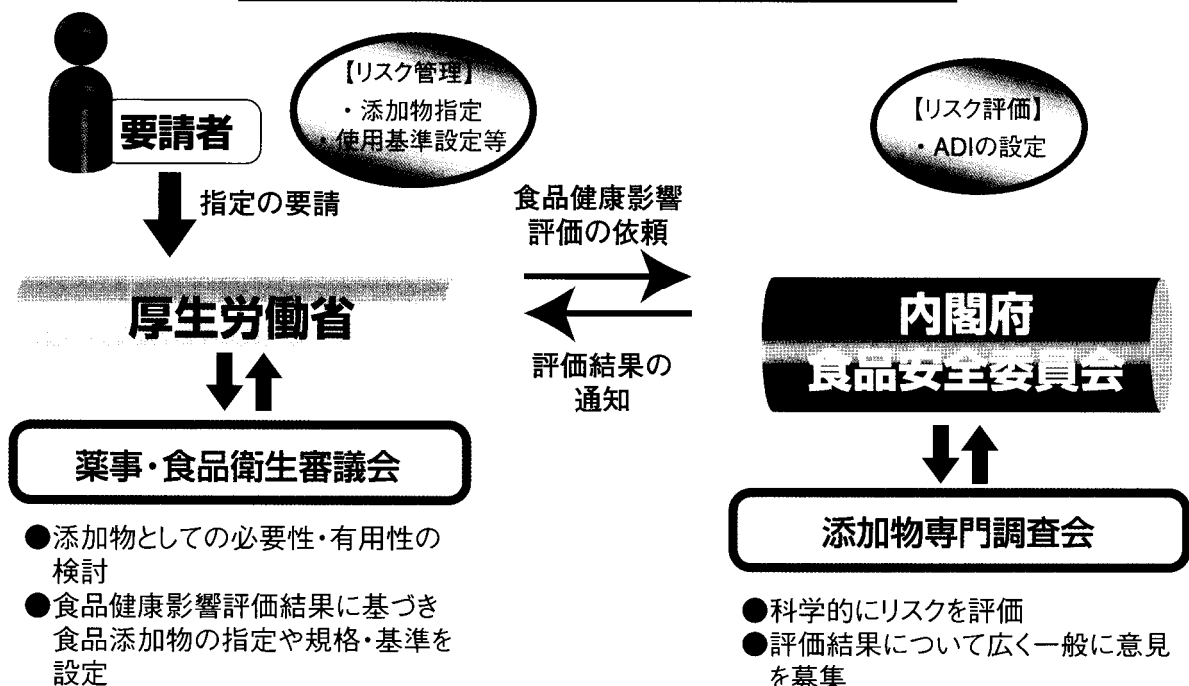 要請者
【リスク管理】
・添加物指定
・使用基準設定等
【リスク評価】
・ADIの設定
指定の要請
食品健康影響
評価の依頼
厚生労働省
評価結果の
通知
内閣府
食品安全委員会
薬事・食品衛生審議会
●添加物としての必要性・有用性の
検討
●食品健康影響評価結果に基づき
食品添加物の指定や規格・基準を
設定
添加物専門調査会
●科学的にリスクを評価
●評価結果について広く一般に意見
を募集